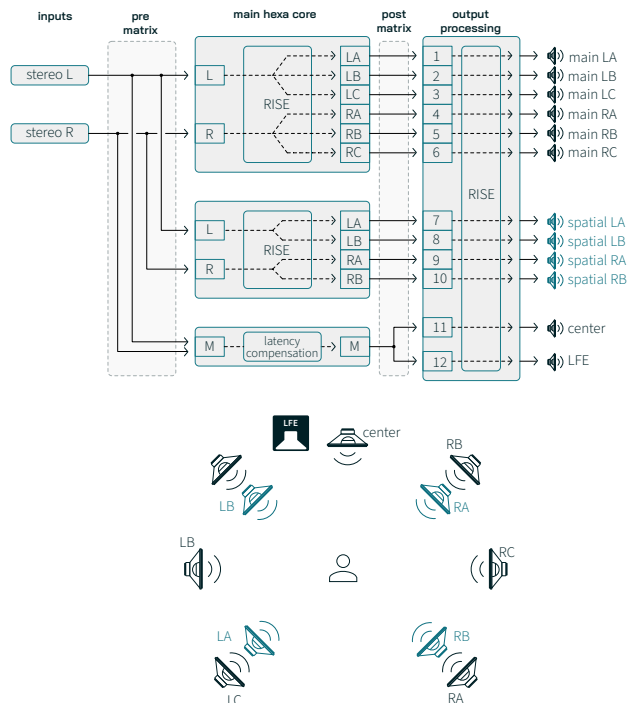 inputs
pre
matrix
main hexa core
post
matrix
output
processing
stereo L
stereo R
L
R
RISE
LA
LB
LC
RA
RB
RC
1
2
3
4
5
6
main LA
main LB
main LC
main RA
main RB
main RC
RISE
L
R
RISE
LA
LB
RA
RB
7
8
9
10
spatial LA
spatial LB
spatial RA
spatial RB
M
latency
compensation
M
11
12
center
LFE
LFE
center
RB
LB
RA
LB
RC
LA
RB
LC
RA